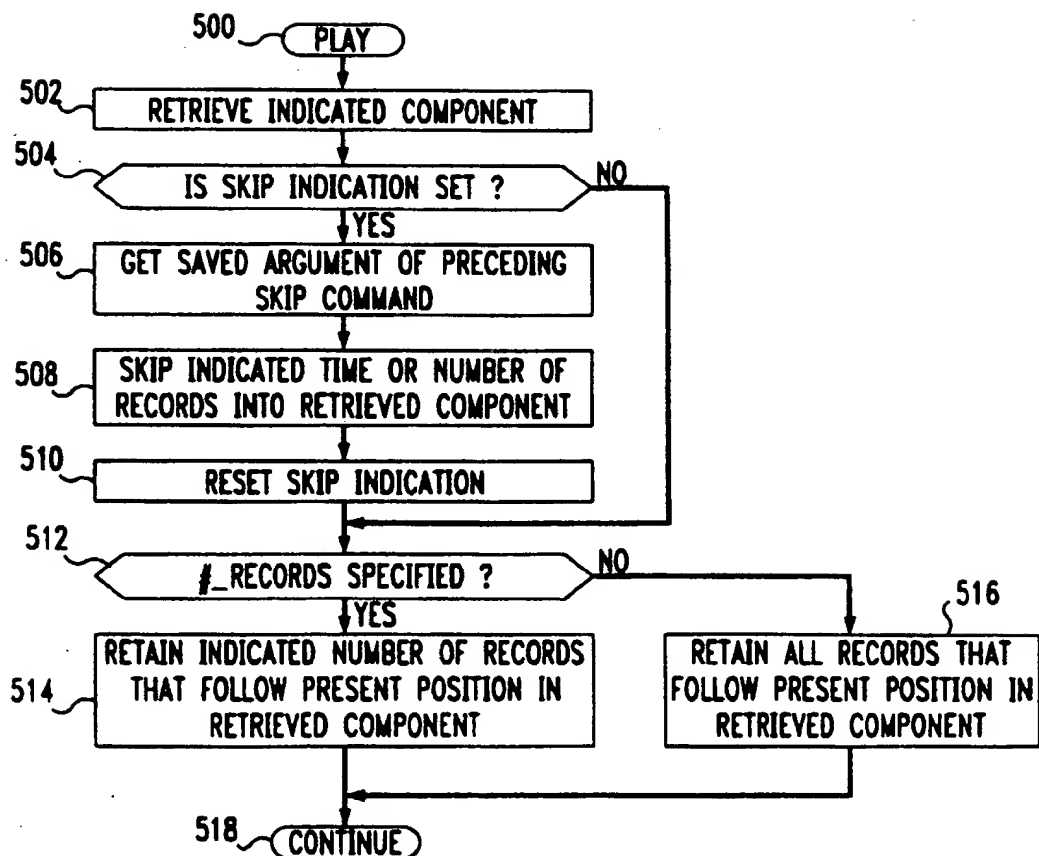 500
PLAY
502
RETRIEVE INDICATED COMPONENT
504
IS SKIP INDICATION SET ?
NO
YES
506
GET SAVED ARGUMENT OF PRECEDING
SKIP COMMAND
508
SKIP INDICATED TIME OR NUMBER OF
RECORDS INTO RETRIEVED COMPONENT
510
RESET SKIP INDICATION
512
#_RECORDS SPECIFIED ?
NO
YES
516
514
RETAIN INDICATED NUMBER OF RECORDS
THAT FOLLOW PRESENT POSITION IN
RETRIEVED COMPONENT
RETAIN ALL RECORDS THAT
FOLLOW PRESENT POSITION IN
RETRIEVED COMPONENT
518
CONTINUE